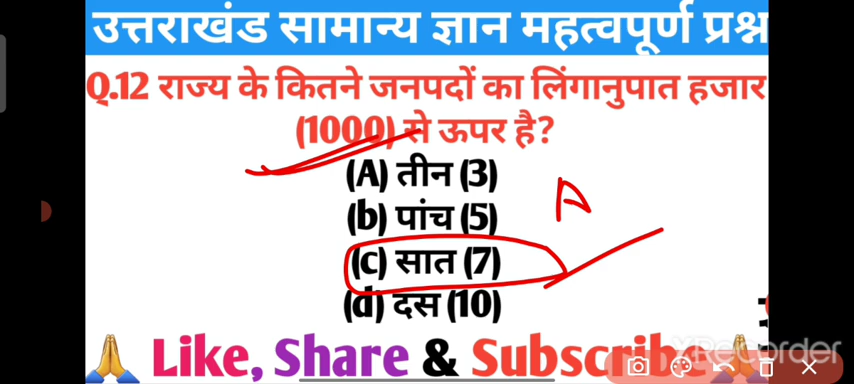 उत्तराखंड सामान्य ज्ञान महत्वपूर्ण प्रश्न
Q.12 राज्य के कितने जनपदों का लिंगानुपात हजार
(1000) से ऊपर है?
(A) तीन (3)
(b) पांच (5)
A
(c) सात (7)
(d) दस (10)
🙏 Like, Share & Subscribe 🙏
XRecorder